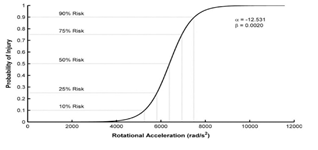 1
90% Risk
α = -12.531
0.9
β = 0.0020
0.8
75% Risk
0.7
0.6
0.5
50% Risk
0.4
0.3
25% Risk
0.2
10% Risk
0.1
0
0 2000 4000 6000 8000 10000 12000
Probability of Injury
Rotational Acceleration (rad/s²)